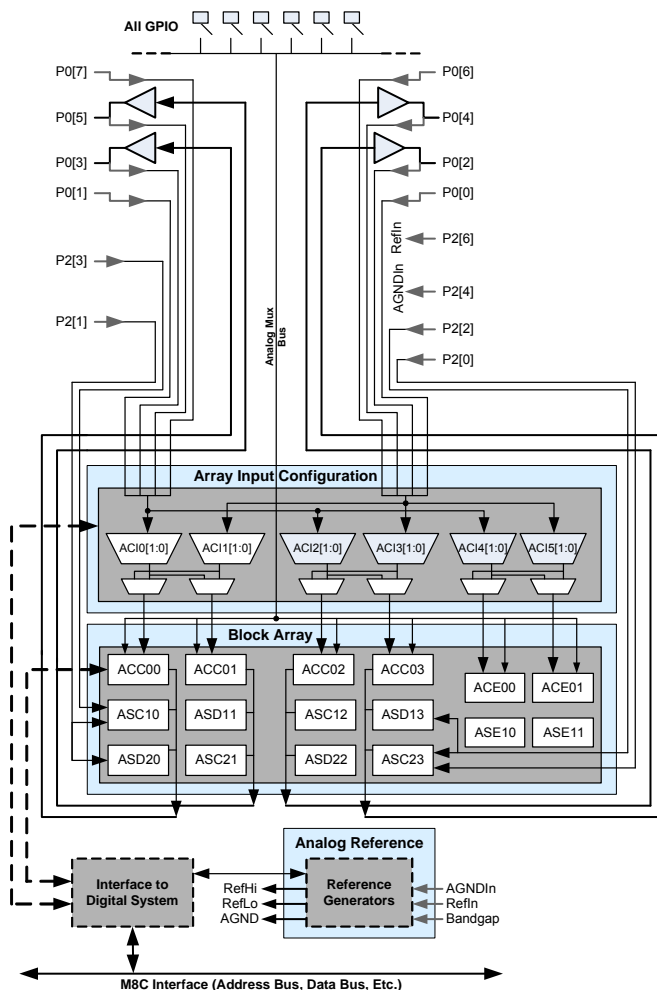 All GPIO
P0[7]
P0[6]
P0[5]
P0[4]
P0[3]
P0[2]
P0[1]
P0[0]
P2[6]
RefIn
P2[3]
P2[4]
AGNDIn
P2[1]
P2[2]
P2[0]
Analog Mux
Bus
Array Input Configuration
ACI0[1:0] ACI1[1:0] ACI2[1:0] ACI3[1:0] ACI4[1:0] ACI5[1:0]
Block Array
ACC00 ACC01 ACC02 ACC03
ACE00 ACE01
ASC10 ASD11 ASC12 ASD13
ASE10 ASE11
ASD20 ASC21 ASD22 ASC23
Analog Reference
Interface to
Digital System
RefHi
RefLo
AGND
Reference
Generators
AGNDIn
RefIn
Bandgap
M8C Interface (Address Bus, Data Bus, Etc.)